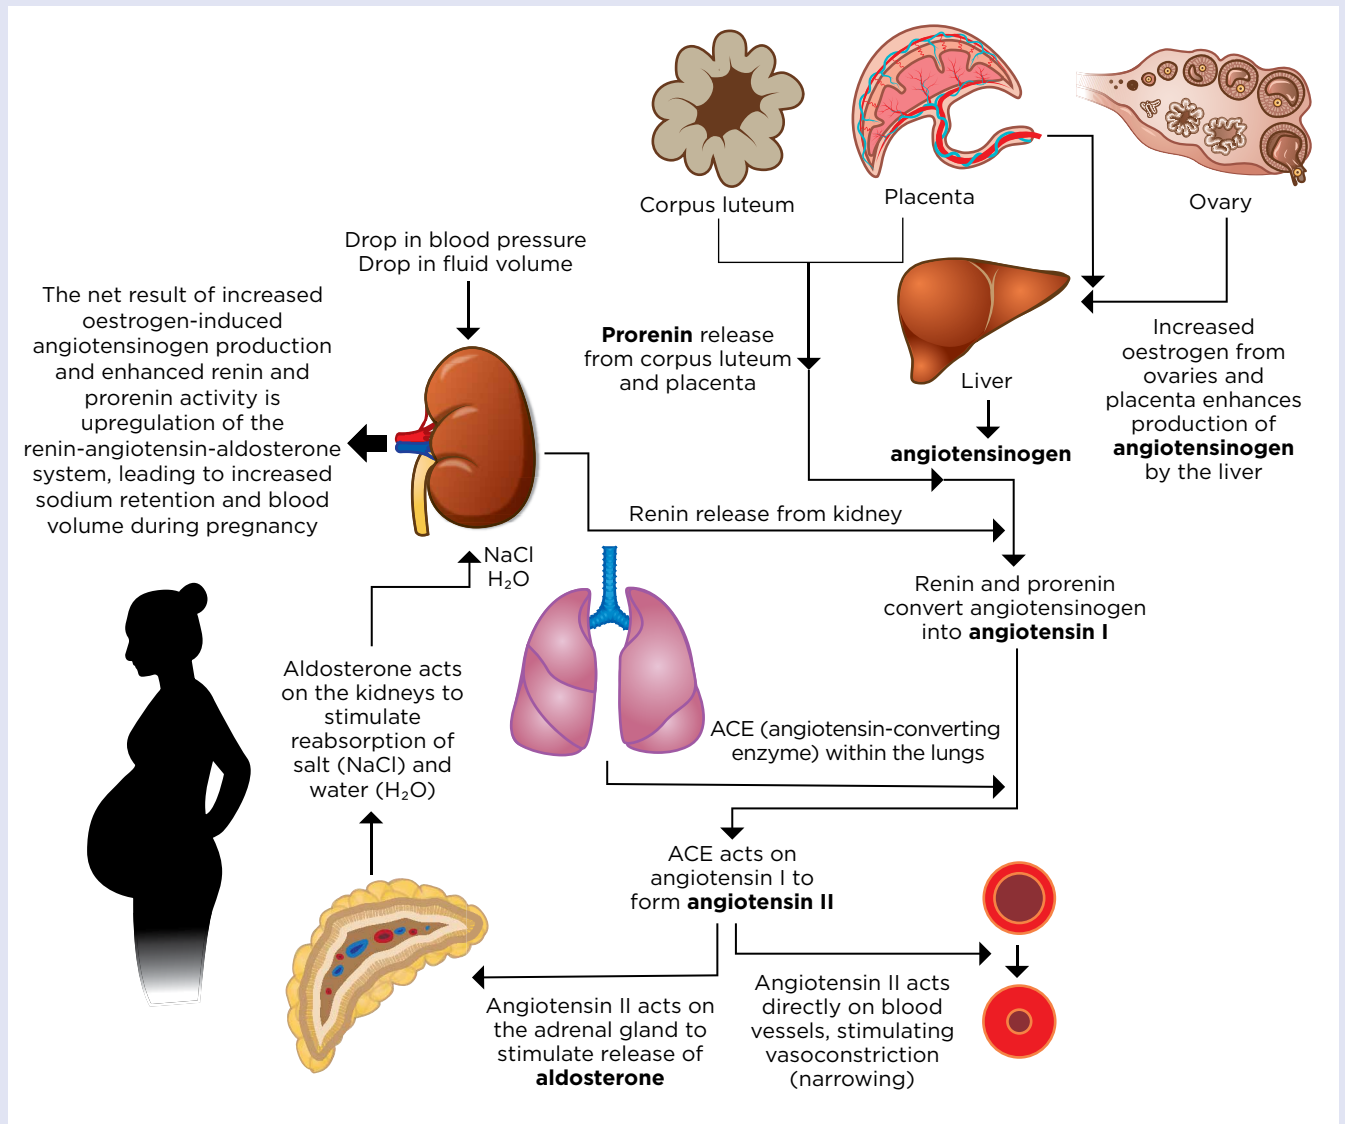 Corpus luteum
Placenta
Ovary
Drop in blood pressure
Drop in fluid volume
The net result of increased
oestrogen-induced
angiotensinogen production
and enhanced renin and
prorenin activity is
upregulation of the
renin-angiotensin-aldosterone
system, leading to increased
sodium retention and blood
volume during pregnancy
Prorenin release
from corpus luteum
and placenta
Liver
angiotensinogen
Increased
oestrogen from
ovaries and
placenta enhances
production of
angiotensinogen
by the liver
Renin release from kidney
NaCl
H₂O
Renin and prorenin
convert angiotensinogen
into angiotensin I
Aldosterone acts
on the kidneys to
stimulate
reabsorption of
salt (NaCl) and
water (H₂O)
ACE (angiotensin-converting
enzyme) within the lungs
ACE acts on
angiotensin I to
form angiotensin II
Angiotensin II acts on
the adrenal gland to
stimulate release of
aldosterone
Angiotensin II acts
directly on blood
vessels, stimulating
vasoconstriction
(narrowing)